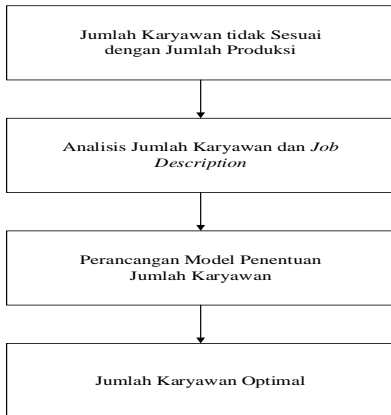 Jumlah Karyawan tidak Sesuai
dengan Jumlah Produksi
Analisis Jumlah Karyawan dan Job
Description
Perancangan Model Penentuan
Jumlah Karyawan
Jumlah Karyawan Optimal